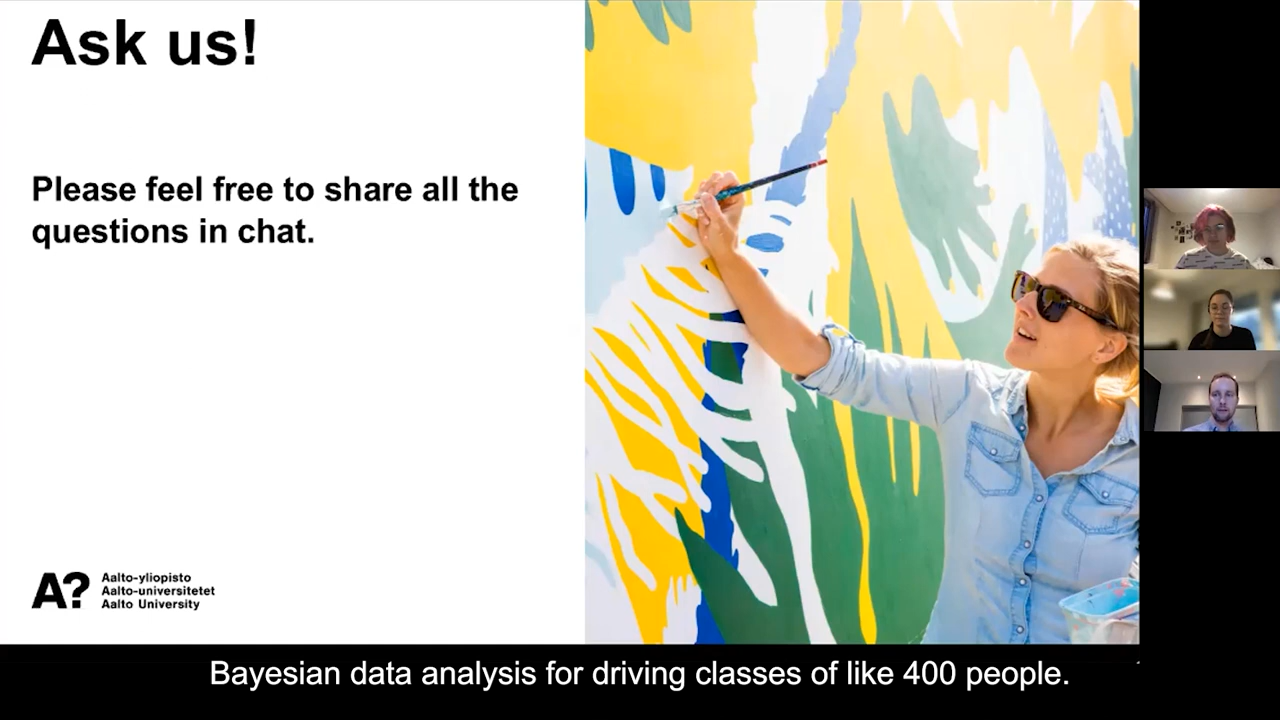 Ask us!
Please feel free to share all the
questions in chat.
A?
Aalto-yliopisto
Aalto-universitetet
Aalto University
Bayesian data analysis for driving classes of like 400 people.